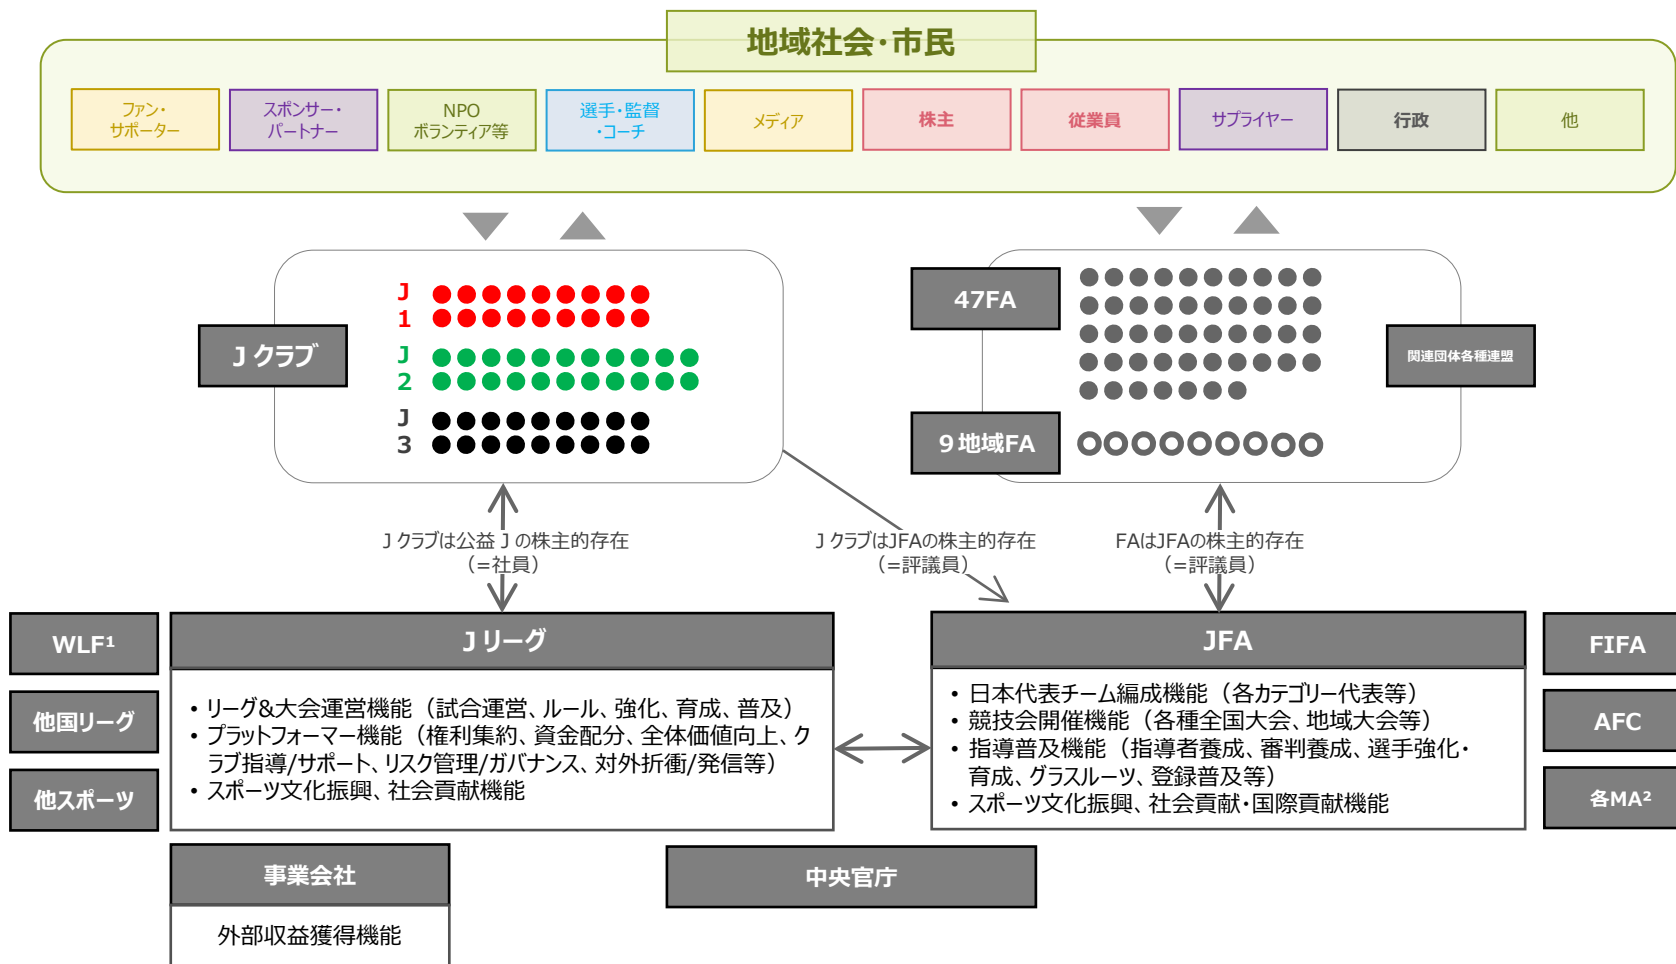 地域社会・市民
ファン・
サポーター
スポンサー・
パートナー
NPO
ボランティア等
選手・監督
・コーチ
メディア
株主
従業員
サプライヤー
行政
他
Jクラブ
J
1
J
2
J
3
47FA
9地域FA
関連団体各種連盟
Jクラブは公益Jの株主的存在
（=社員）
JクラブはJFAの株主的存在
（=評議員）
FAはJFAの株主的存在
（=評議員）
WLF¹
他国リーグ
他スポーツ
Jリーグ
• リーグ&大会運営機能（試合運営、ルール、強化、育成、普及）
• プラットフォーマー機能（権利集約、資金配分、全体価値向上、ク
ラブ指導/サポート、リスク管理/ガバナンス、対外折衝/発信等）
• スポーツ文化振興、社会貢献機能
JFA
• 日本代表チーム編成機能（各カテゴリー代表等）
• 競技会開催機能（各種全国大会、地域大会等）
• 指導普及機能（指導者養成、審判養成、選手強化・
育成、グラスルーツ、登録普及等）
• スポーツ文化振興、社会貢献・国際貢献機能
FIFA
AFC
各MA²
事業会社
外部収益獲得機能
中央官庁